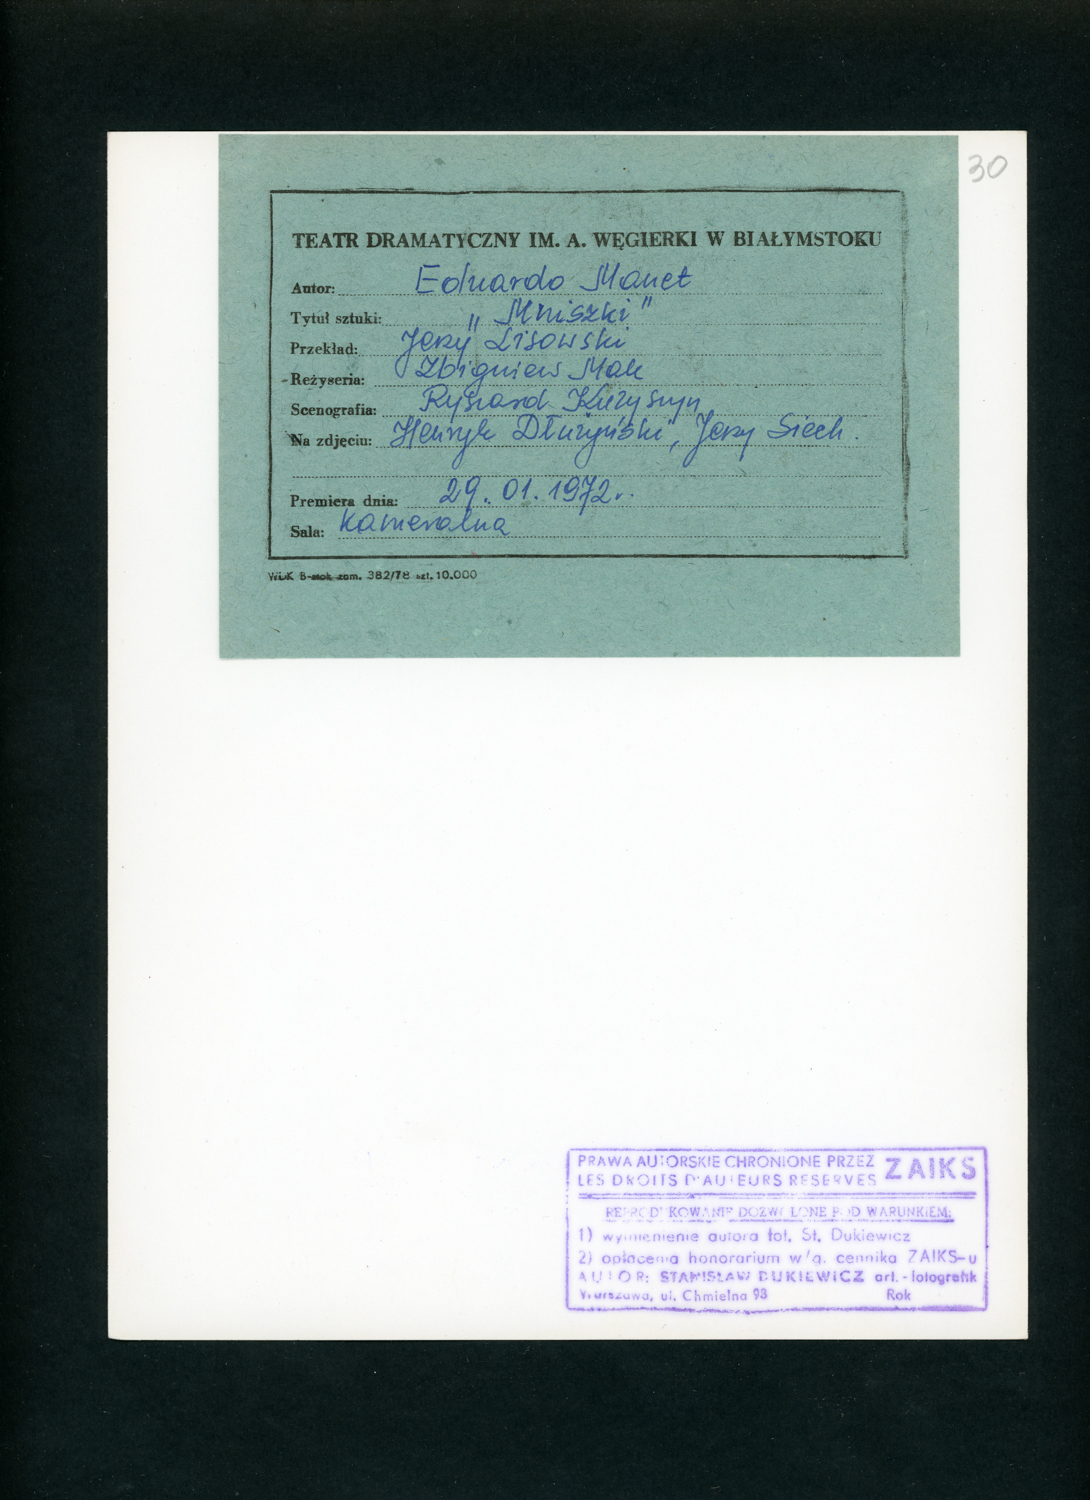 30
TEATR DRAMATYCZNY IM. A. WĘGIERKI W BIAŁYMSTOKU
Autor: Eduardo Manet
Tytuł sztuki: „Mniszki"
Przekład: Jerzy Lisowski
Reżyseria: Zbigniew Mak
Scenografia: Ryszard Kuzyszyn
Na zdjęciu: Henryk Dłużyński, Jerzy Siech.
Premiera dnia: 29.01.1972r.
Sala: kameralna
WDK B-stok zam. 382/78 szt. 10.000
PRAWA AUTORSKIE CHRONIONE PRZEZ ZAIKS
LES DROITS D'AUTEURS RESERVES
REPRODUKOWANIE DOZWOLONE POD WARUNKIEM:
1) wymienienie autora fot. St. Dukiewicz
2) opłacenia honorarium w/g. cennika ZAIKS-u
AUTOR: STANISŁAW DUKIEWICZ art.-fotografik
Warszawa, ul. Chmielna 93 Rok